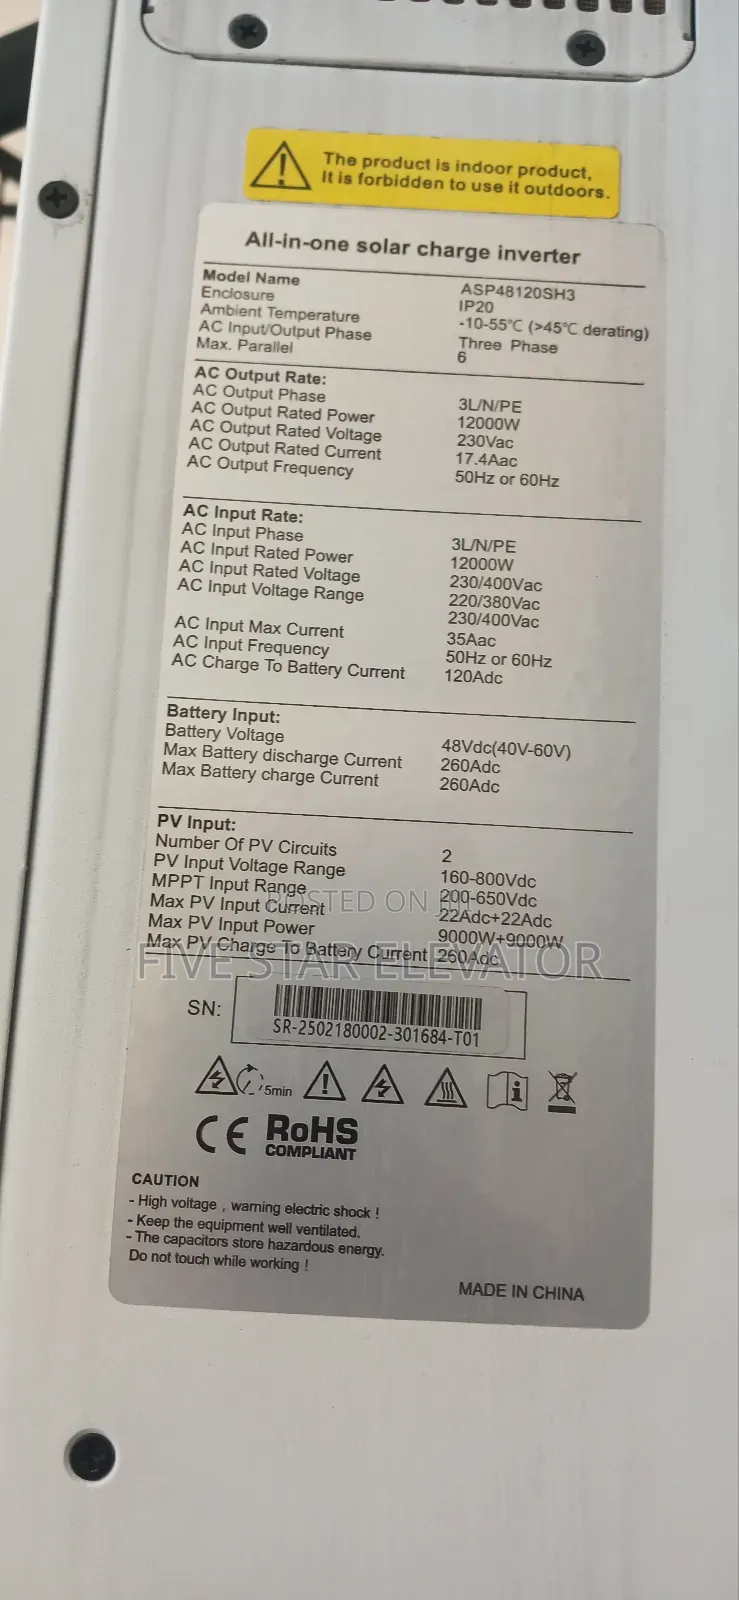 The product is indoor product,
It is forbidden to use it outdoors.
All-in-one solar charge inverter
Model Name ASP48120SH3
Enclosure IP20
Ambient Temperature -10-55℃ (>45℃ derating)
AC Input/Output Phase Three Phase
Max. Parallel 6
AC Output Rate:
AC Output Phase 3L/N/PE
AC Output Rated Power 12000W
AC Output Rated Voltage 230Vac
AC Output Rated Current 17.4Aac
AC Output Frequency 50Hz or 60Hz
AC Input Rate:
AC Input Phase 3L/N/PE
AC Input Rated Power 12000W
AC Input Rated Voltage 230/400Vac
AC Input Voltage Range 220/380Vac
230/400Vac
AC Input Max Current 35Aac
AC Input Frequency 50Hz or 60Hz
AC Charge To Battery Current 120Adc
Battery Input:
Battery Voltage 48Vdc(40V-60V)
Max Battery discharge Current 260Adc
Max Battery charge Current 260Adc
PV Input:
Number Of PV Circuits 2
PV Input Voltage Range 160-800Vdc
MPPT Input Range 200-650Vdc
Max PV Input Current 22Adc+22Adc
Max PV Input Power 9000W+9000W
Max PV Charge To Battery Current 260Adc
POSTED ON
FIVE STAR ELEVATOR
SN:
SR-2502180002-301684-T01
5min
CE RoHS
COMPLIANT
CAUTION
- High voltage , warning electric shock !
- Keep the equipment well ventilated.
- The capacitors store hazardous energy.
Do not touch while working !
MADE IN CHINA